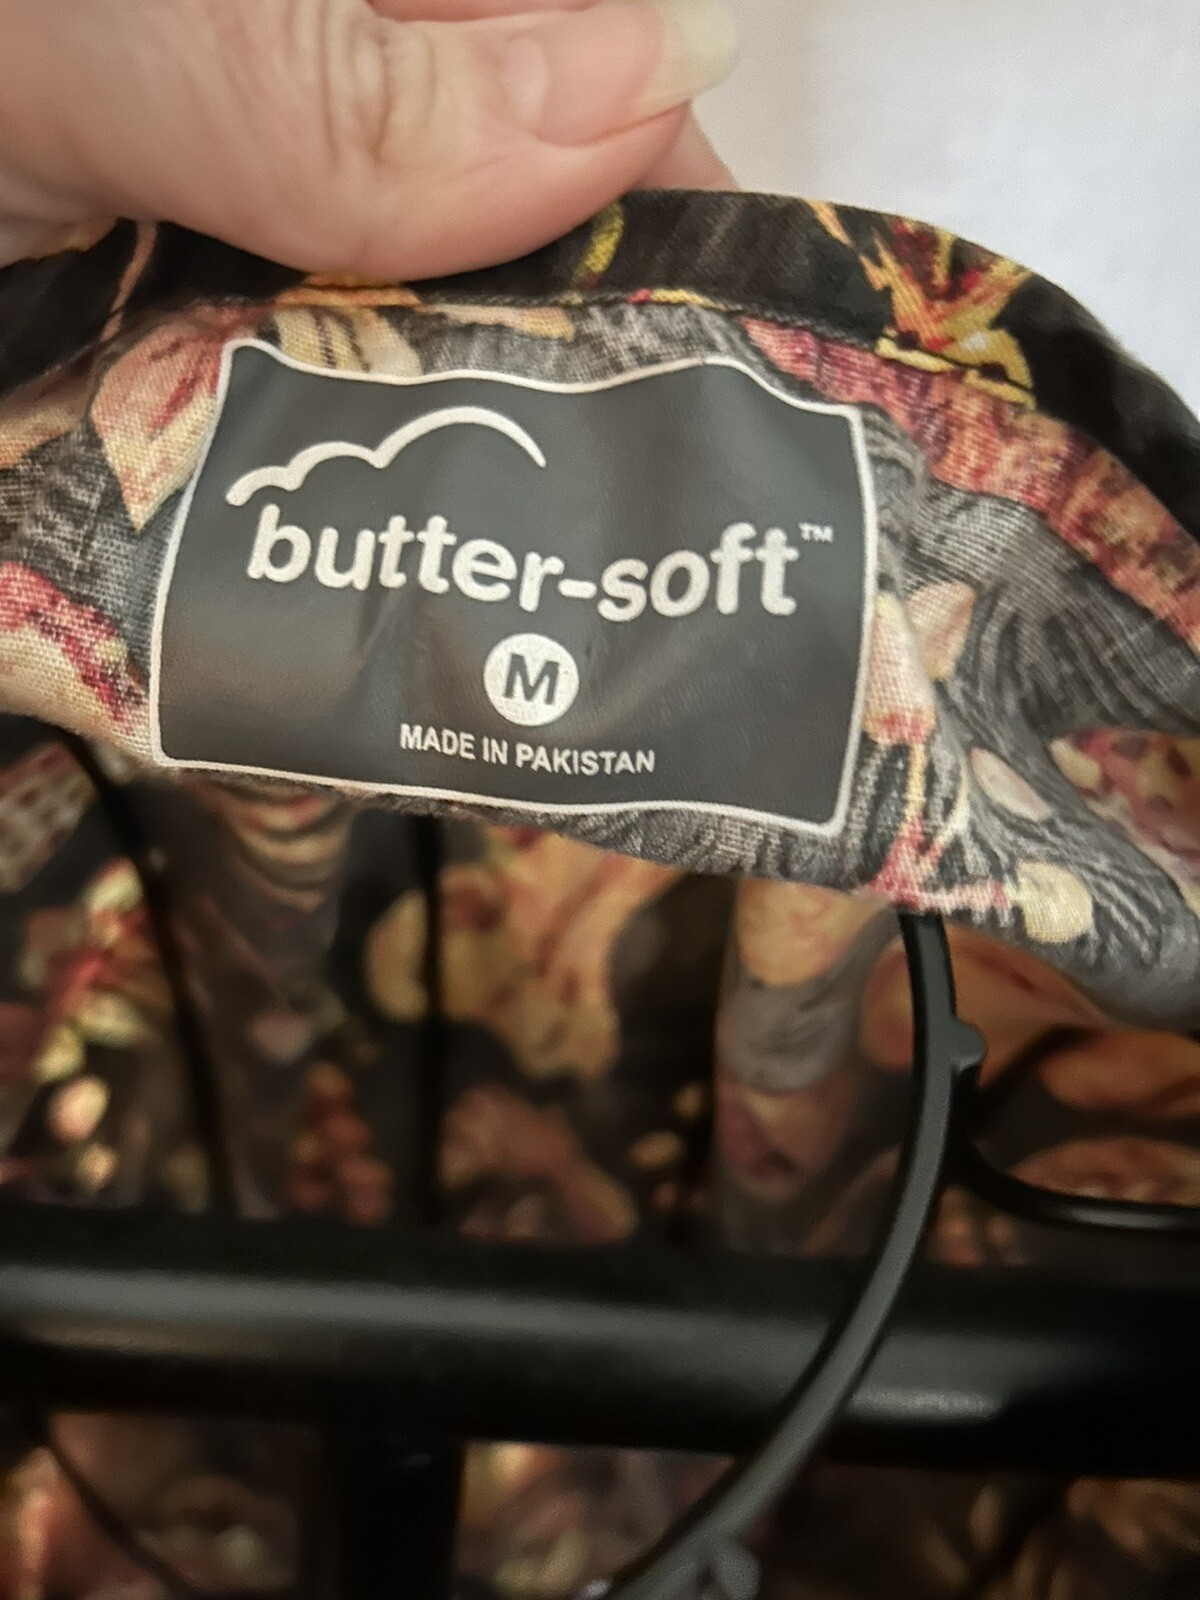 butter-soft™
M
MADE IN PAKISTAN